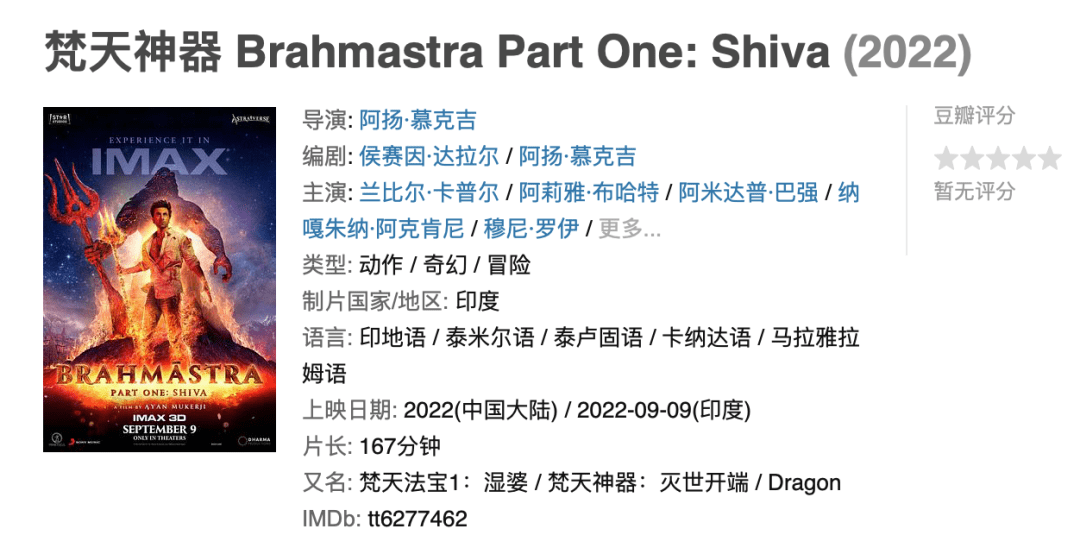 梵天神器 Brahmastra Part One: Shiva (2022)
STAR
ASTRAVERSE
EXPERIENCE IT IN
IMAX
BRAHMĀSTRA
PART ONE: SHIVA
A FILM BY AYAN MUKERJI
IMAX 3D
SEPTEMBER 9
ONLY IN THEATERS
DHARMA
导演: 阿扬·慕克吉
编剧: 侯赛因·达拉尔 / 阿扬·慕克吉
主演: 兰比尔·卡普尔 / 阿莉雅·布哈特 / 阿米达普·巴强 / 纳
嘎朱纳·阿克肯尼 / 穆尼·罗伊 / 更多...
类型: 动作 / 奇幻 / 冒险
制片国家/地区: 印度
语言: 印地语 / 泰米尔语 / 泰卢固语 / 卡纳达语 / 马拉雅拉
姆语
上映日期: 2022(中国大陆) / 2022-09-09(印度)
片长: 167分钟
又名: 梵天法宝1：湿婆 / 梵天神器：灭世开端 / Dragon
IMDb: tt6277462
豆瓣评分
暂无评分